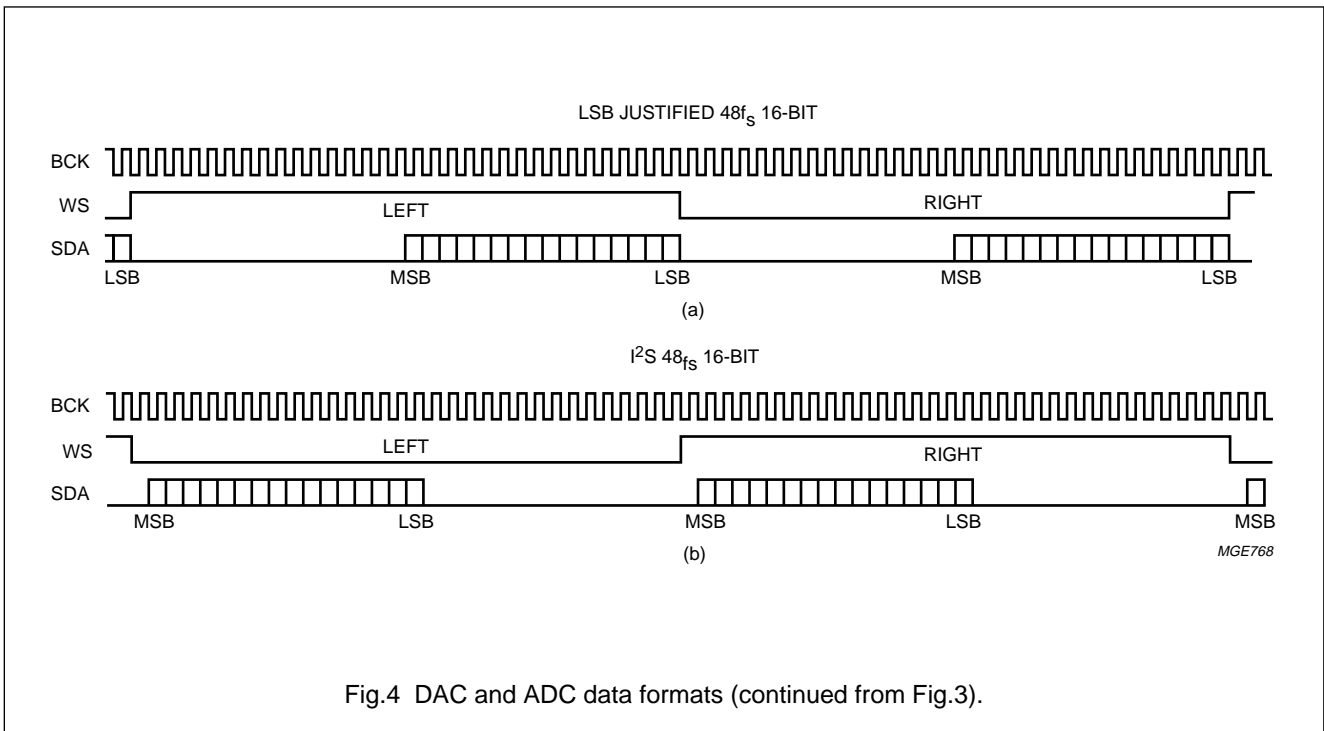 LSB JUSTIFIED 48fs 16-BIT
BCK
WS
LEFT
RIGHT
SDA
LSB
MSB
LSB
MSB
LSB
(a)
I2S 48fs 16-BIT
BCK
WS
LEFT
RIGHT
SDA
MSB
LSB
MSB
LSB
MSB
(b)
MGE768
Fig.4 DAC and ADC data formats (continued from Fig.3).